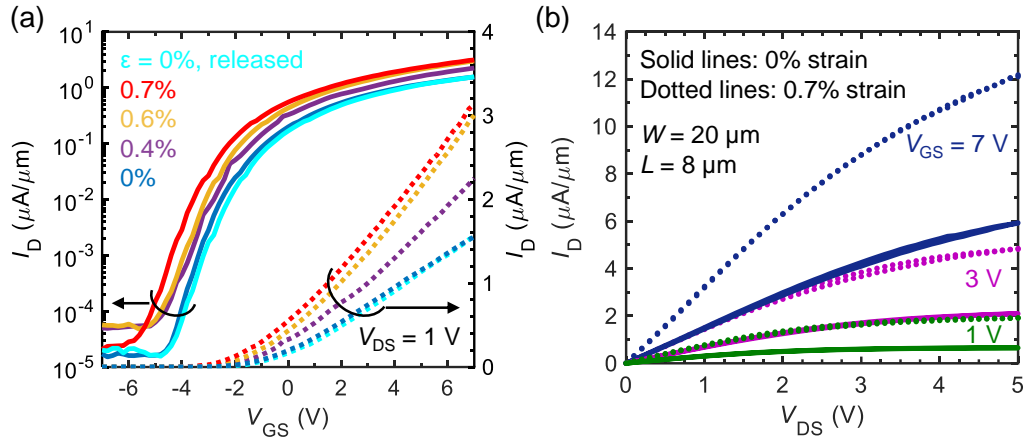 (a)
ε = 0%, released
0.7%
0.6%
0.4%
0%
V_DS = 1 V
10^1
10^0
10^-1
10^-2
10^-3
10^-4
10^-5
I_D (μA/μm)
4
3
2
1
0
I_D (μA/μm)
-6 -4 -2 0 2 4 6
V_GS (V)
(b)
Solid lines: 0% strain
Dotted lines: 0.7% strain
W = 20 μm
L = 8 μm
V_GS = 7 V
3 V
1 V
12
10
8
6
4
2
0
I_D (μA/μm)
0 1 2 3 4 5
V_DS (V)